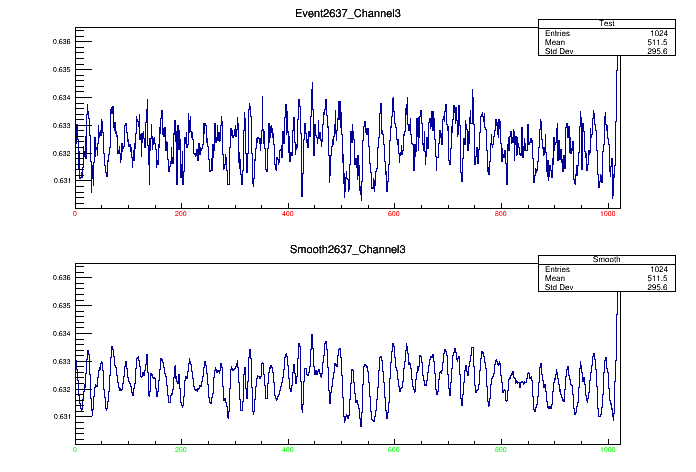 Event2637_Channel3
Test
Entries 1024
Mean 511.5
Std Dev 295.6
0.636
0.635
0.634
0.633
0.632
0.631
0 200 400 600 800 1000
Smooth2637_Channel3
Smooth
Entries 1024
Mean 511.5
Std Dev 295.6
0.636
0.635
0.634
0.633
0.632
0.631
0 200 400 600 800 1000